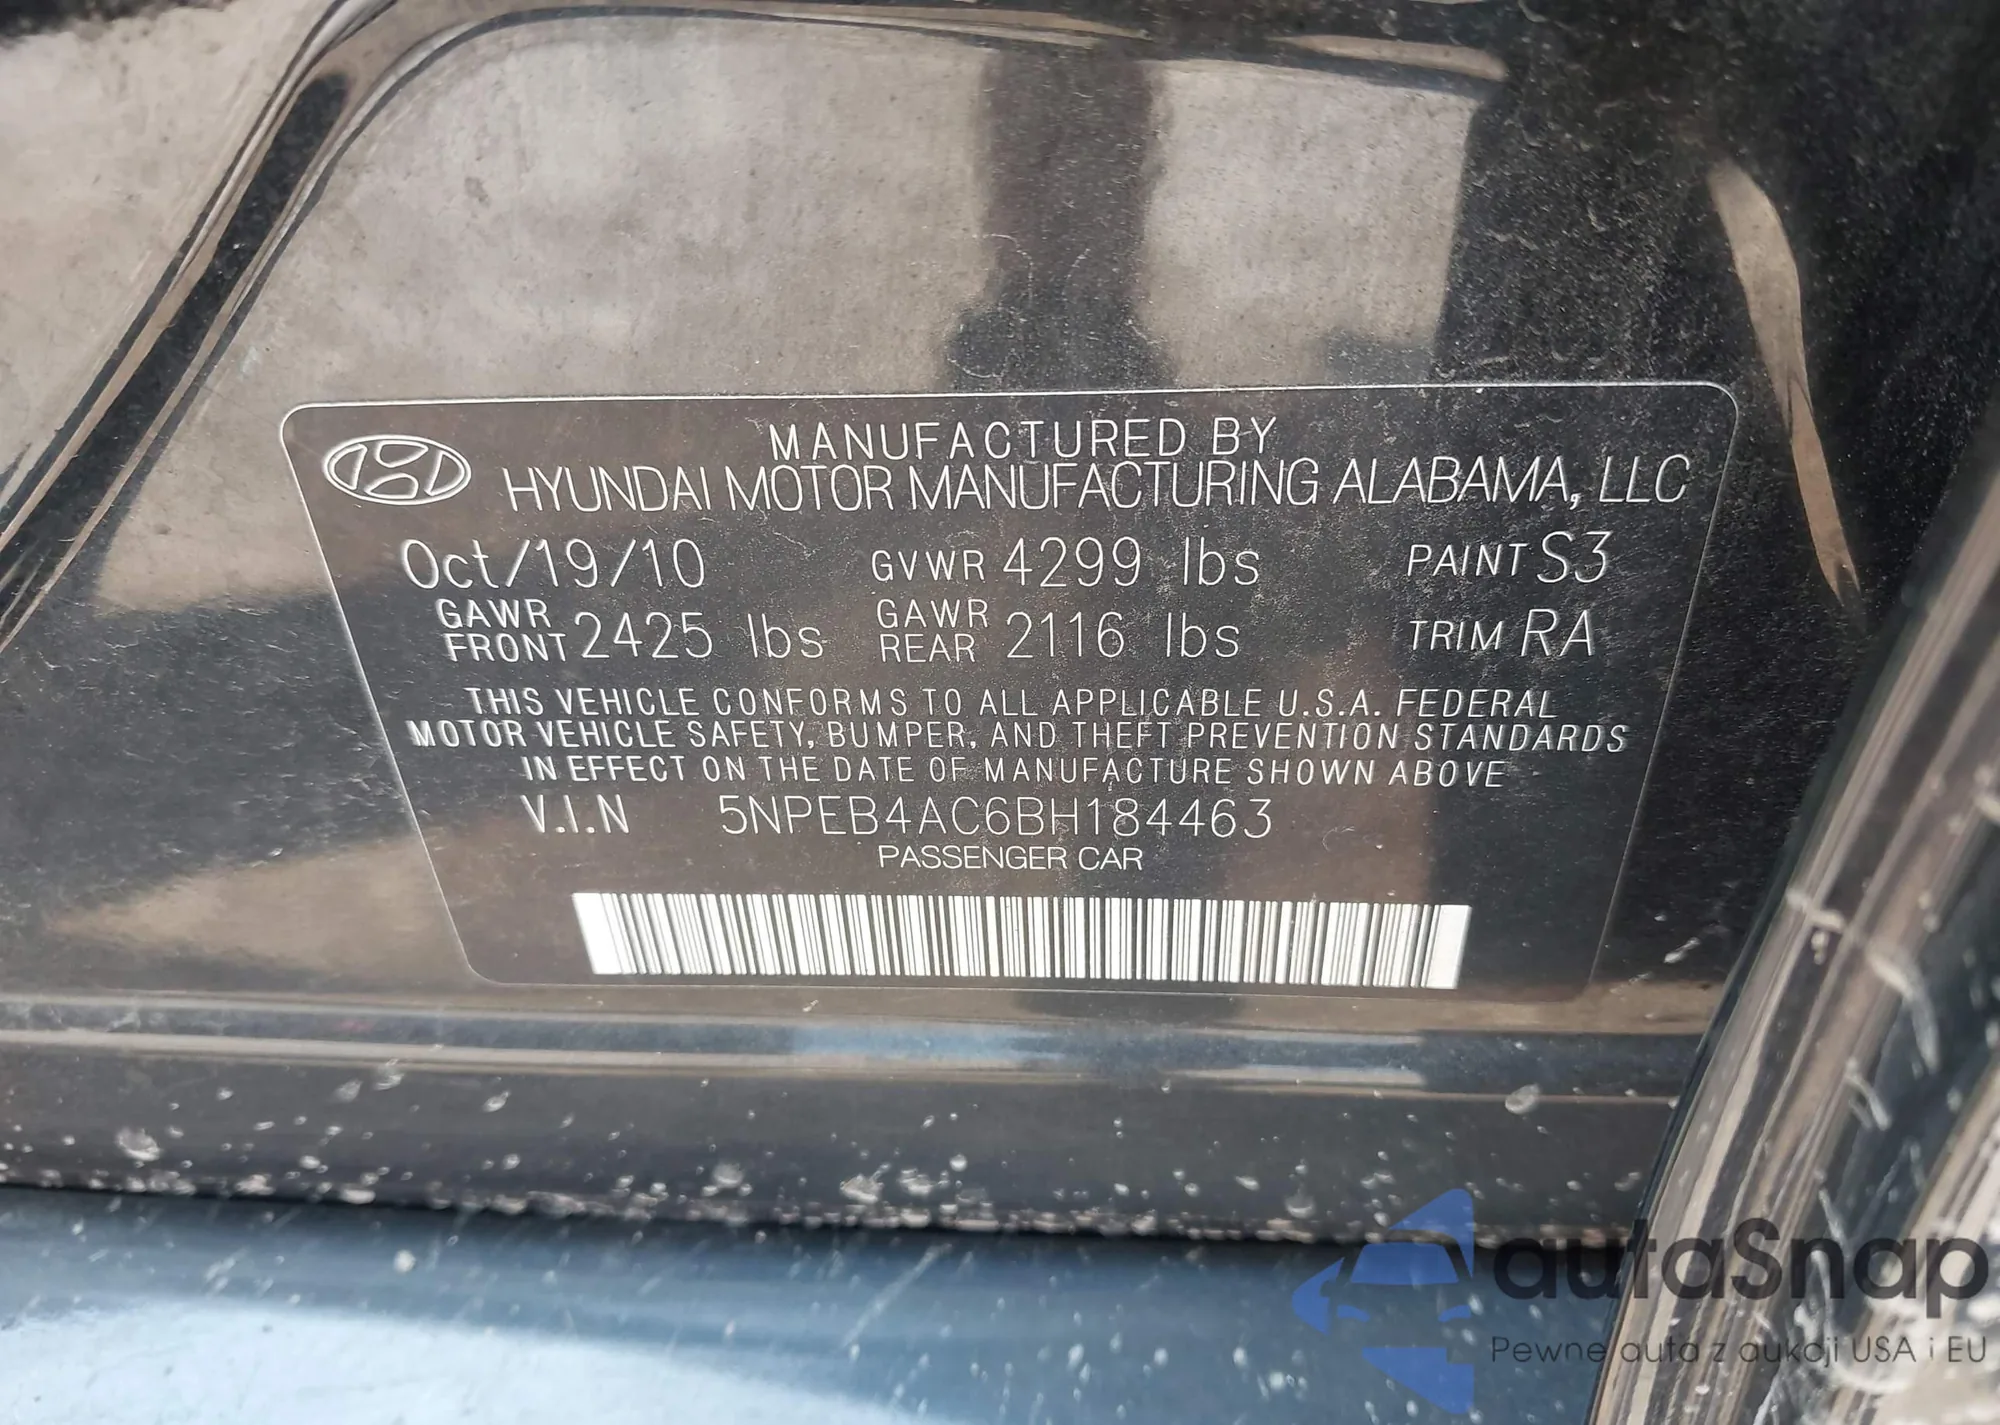 MANUFACTURED BY
HYUNDAI MOTOR MANUFACTURING ALABAMA, LLC
Oct/19/10 GVWR 4299 lbs PAINT S3
GAWR FRONT 2425 lbs GAWR REAR 2116 lbs TRIM RA
THIS VEHICLE CONFORMS TO ALL APPLICABLE U.S.A. FEDERAL
MOTOR VEHICLE SAFETY, BUMPER, AND THEFT PREVENTION STANDARDS
IN EFFECT ON THE DATE OF MANUFACTURE SHOWN ABOVE
V.I.N 5NPEB4AC6BH184463
PASSENGER CAR
autaSnap
Pewne auta z aukcji USA i EU